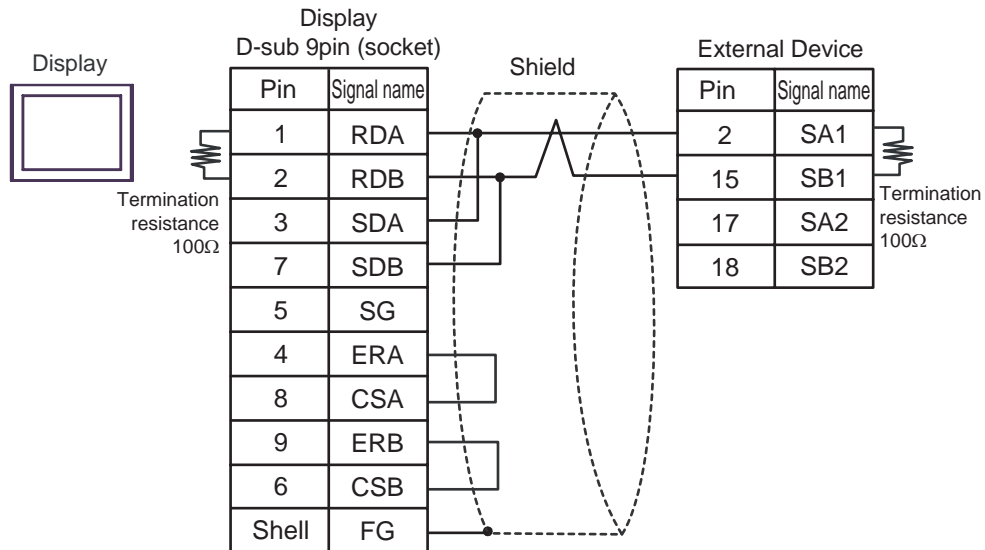 Display
D-sub 9pin (socket)
Display
Shield
External Device
Pin Signal name
1 RDA
2 RDB
3 SDA
7 SDB
5 SG
4 ERA
8 CSA
9 ERB
6 CSB
Shell FG
Termination
resistance
100Ω
Pin Signal name
2 SA1
15 SB1
17 SA2
18 SB2
Termination
resistance
100Ω